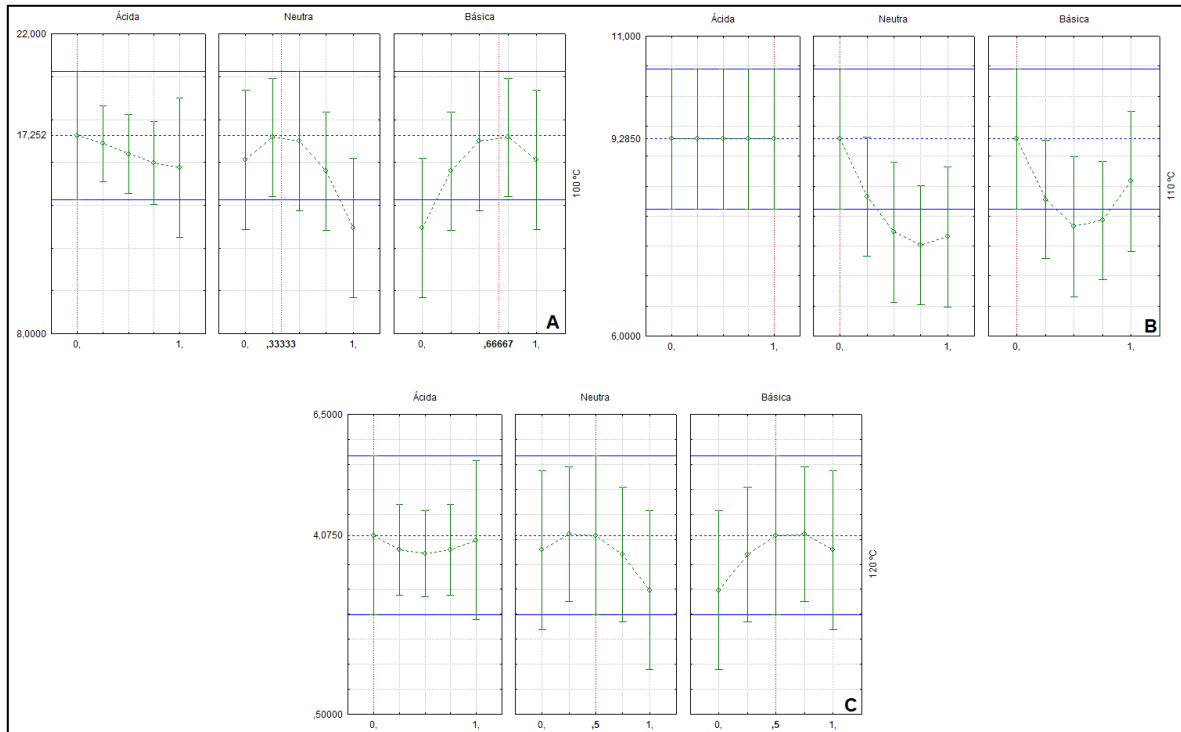 Ácida Neutra Básica
22,000
17,252
8,0000
100 ºC
A
0, 1, 0, ,33333 1, 0, ,66667 1,
Ácida Neutra Básica
11,000
9,2850
6,0000
110 ºC
B
0, 1, 0, 1, 0, 1,
Ácida Neutra Básica
6,5000
4,0750
,50000
120 ºC
C
0, 1, 0, ,5 1, 0, ,5 1,